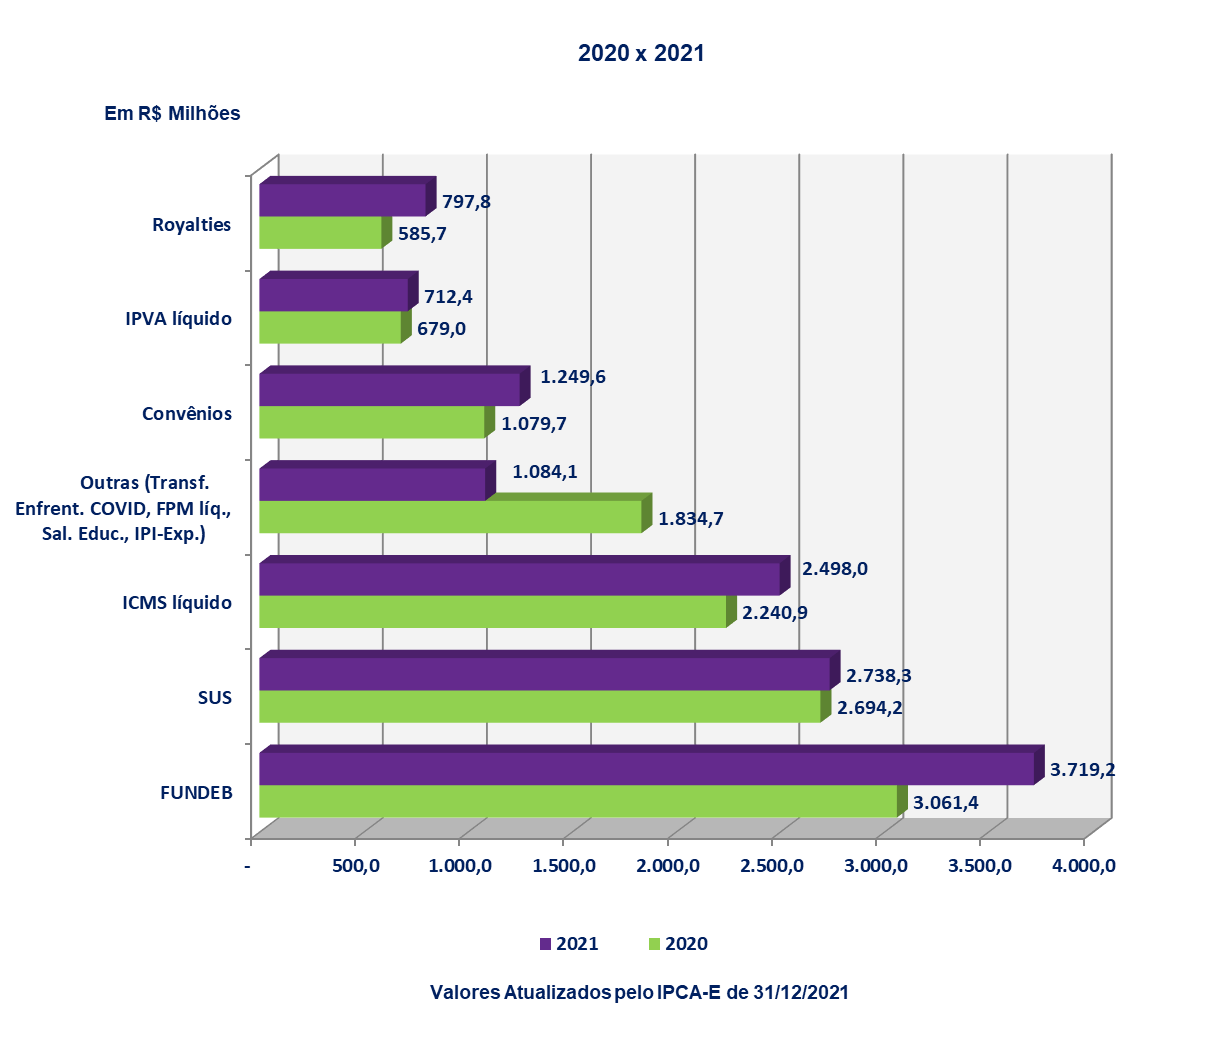 2020 x 2021
Em R$ Milhões
Royalties
797,8
585,7
IPVA líquido
712,4
679,0
Convênios
1.249,6
1.079,7
Outras (Transf.
Enfrent. COVID, FPM líq.,
Sal. Educ., IPI-Exp.)
1.084,1
1.834,7
ICMS líquido
2.498,0
2.240,9
SUS
2.738,3
2.694,2
FUNDEB
3.719,2
3.061,4
- 500,0 1.000,0 1.500,0 2.000,0 2.500,0 3.000,0 3.500,0 4.000,0
2021 2020
Valores Atualizados pelo IPCA-E de 31/12/2021